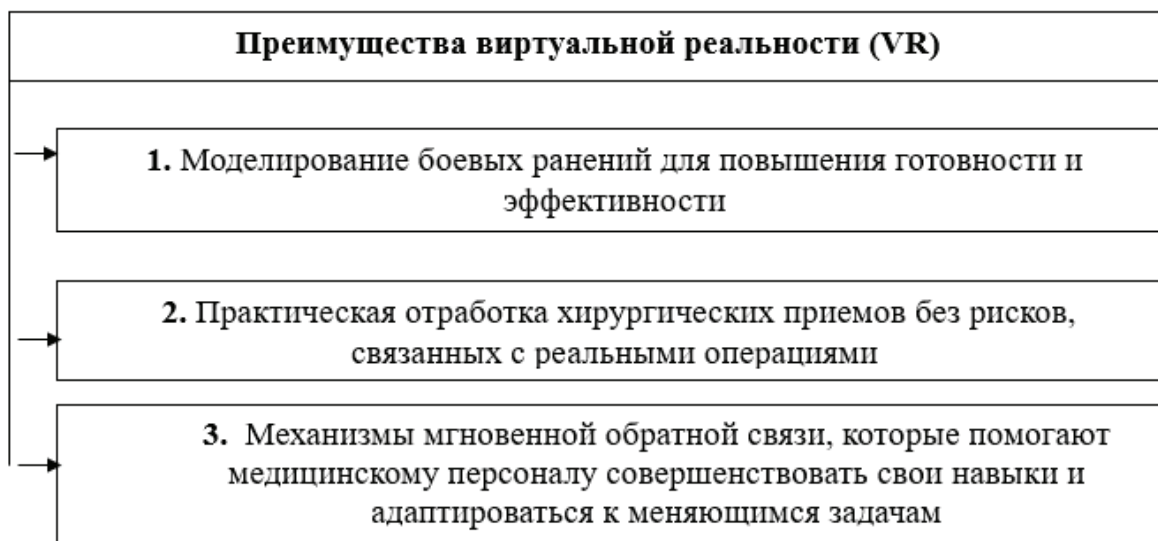 Преимущества виртуальной реальности (VR)
1. Моделирование боевых ранений для повышения готовности и
эффективности
2. Практическая отработка хирургических приемов без рисков,
связанных с реальными операциями
3. Механизмы мгновенной обратной связи, которые помогают
медицинскому персоналу совершенствовать свои навыки и
адаптироваться к меняющимся задачам